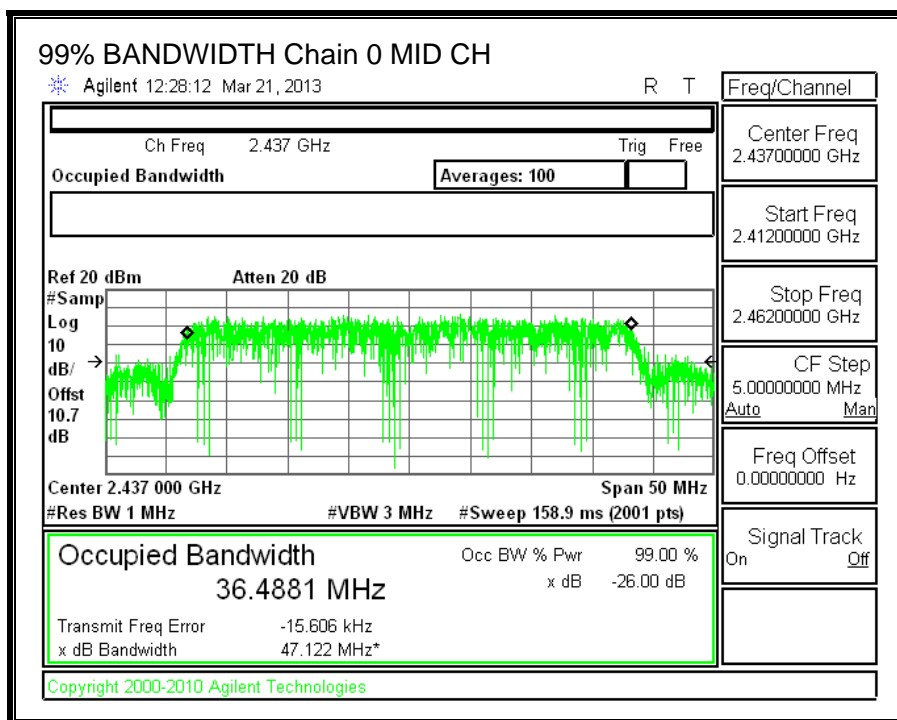 99% BANDWIDTH Chain 0 MID CH
Agilent 12:28:12 Mar 21, 2013 R T
Freq/Channel
Ch Freq 2.437 GHz Trig Free
Occupied Bandwidth Averages: 100
Center Freq
2.43700000 GHz
Start Freq
2.41200000 GHz
Stop Freq
2.46200000 GHz
CF Step
5.00000000 MHz
Auto Man
Freq Offset
0.00000000 Hz
Signal Track
On Off
Ref 20 dBm Atten 20 dB
#Samp
Log
10
dB/
Offst
10.7
dB
Center 2.437 000 GHz Span 50 MHz
#Res BW 1 MHz #VBW 3 MHz #Sweep 158.9 ms (2001 pts)
Occupied Bandwidth Occ BW % Pwr 99.00 %
36.4881 MHz x dB -26.00 dB
Transmit Freq Error -15.606 kHz
x dB Bandwidth 47.122 MHz*
Copyright 2000-2010 Agilent Technologies